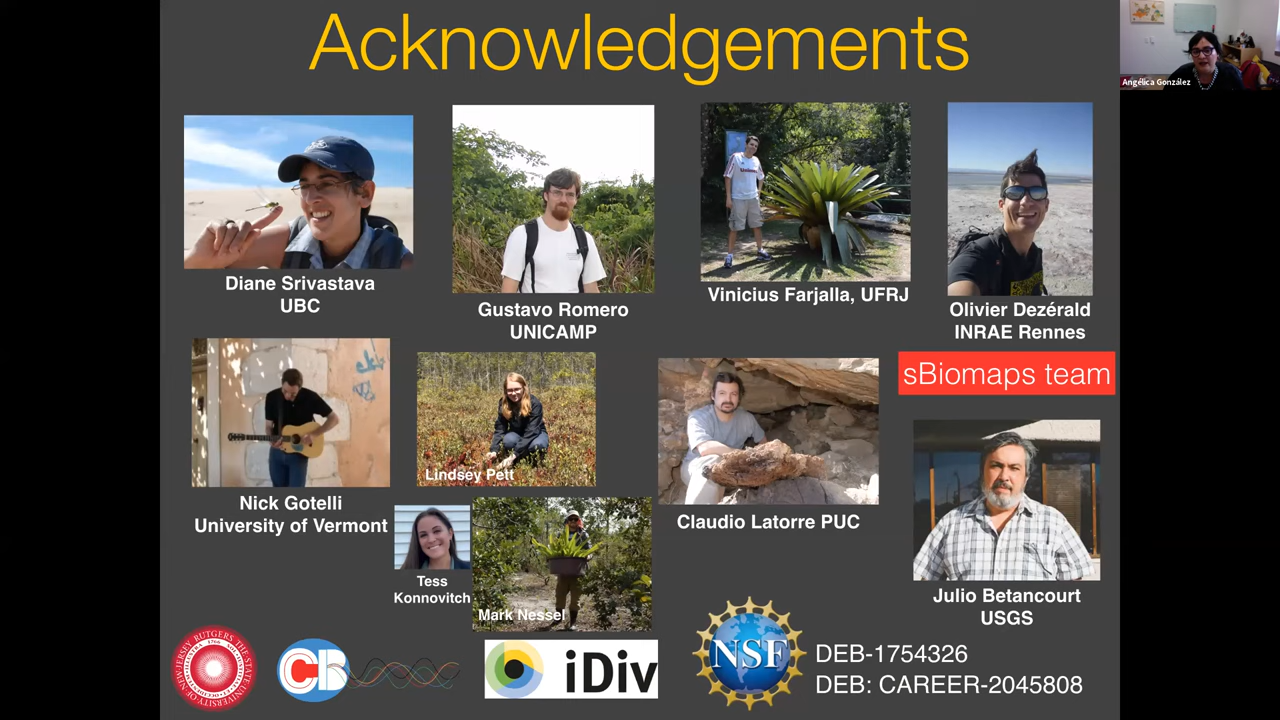 Acknowledgements
Angélica González
Diane Srivastava
UBC
Gustavo Romero
UNICAMP
Vinicius Farjalla, UFRJ
Olivier Dezérald
INRAE Rennes
sBiomaps team
Nick Gotelli
University of Vermont
Lindsey Pett
Tess
Konnovitch
Mark Nessel
Claudio Latorre PUC
Julio Betancourt
USGS
iDiv
NSF
DEB-1754326
DEB: CAREER-2045808